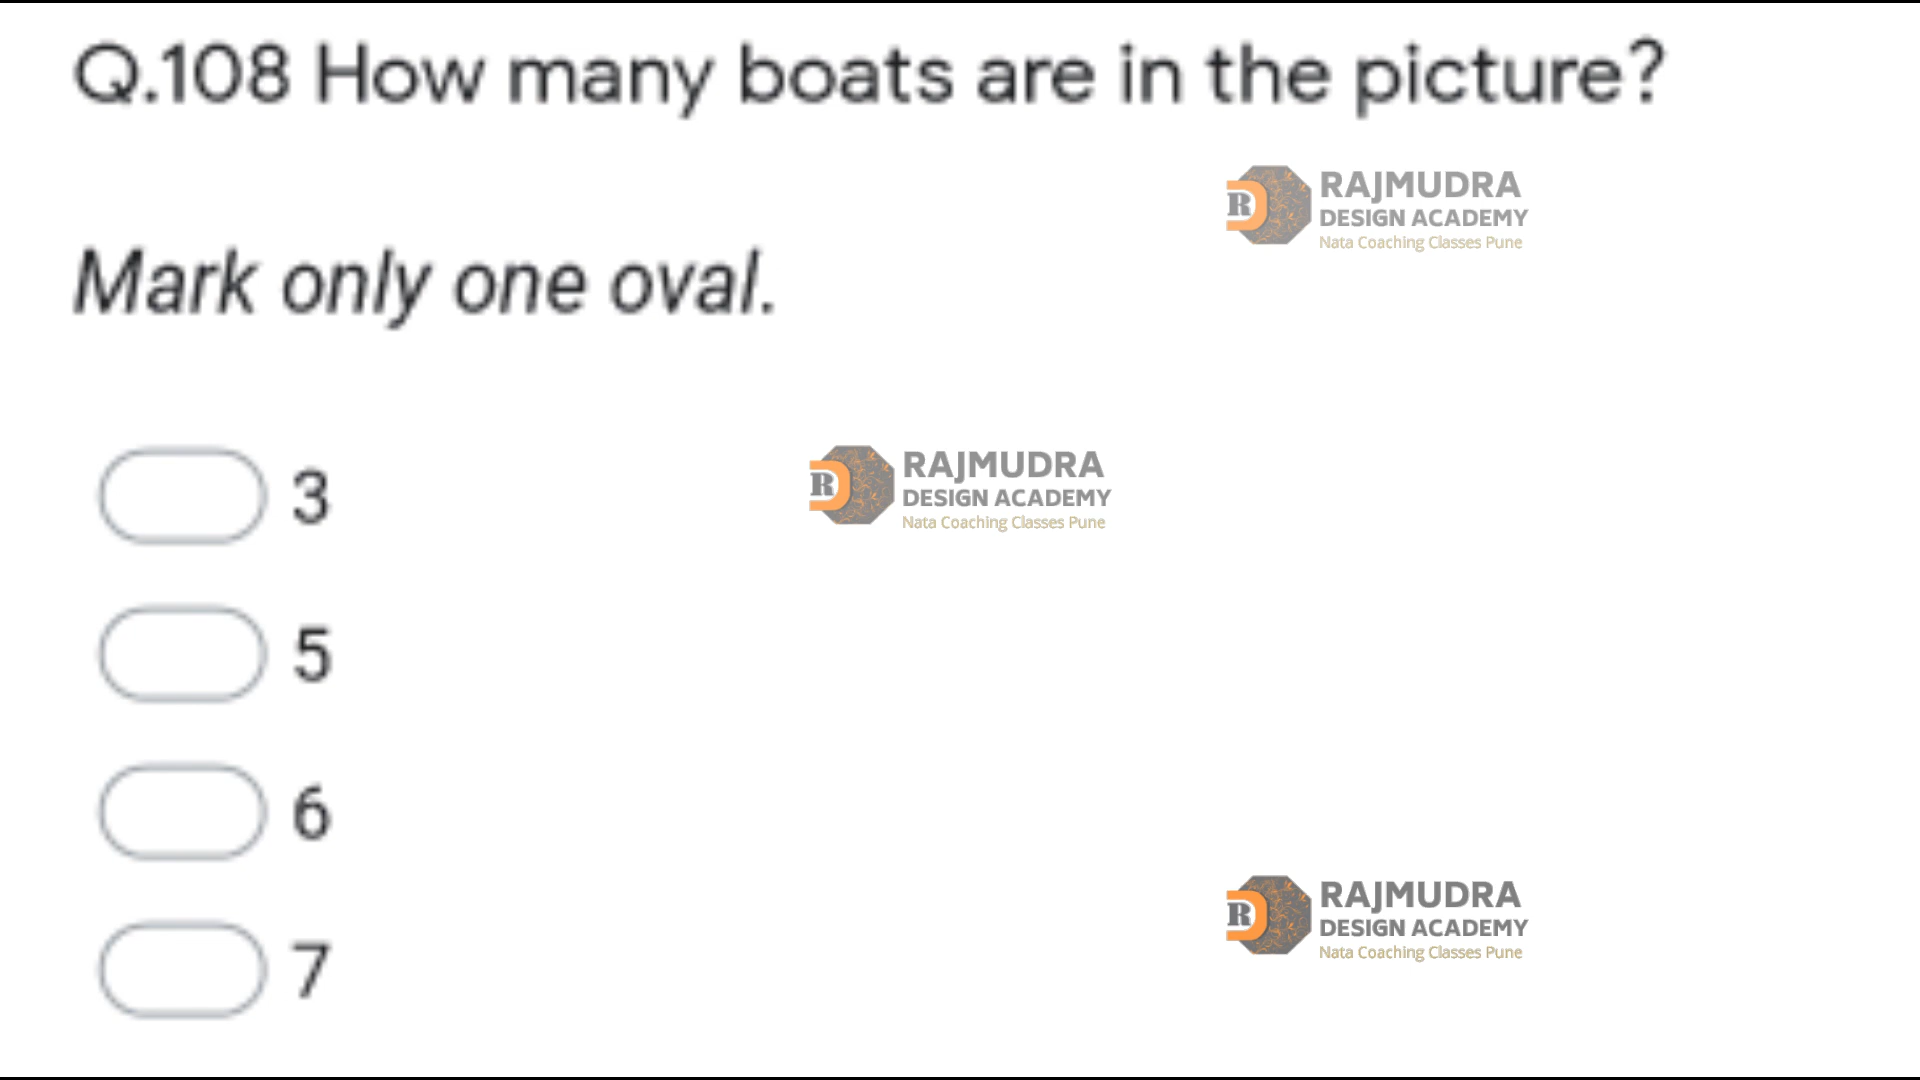 Q.108 How many boats are in the picture?
RAJMUDRA
DESIGN ACADEMY
Nata Coaching Classes Pune
Mark only one oval.
3
R
RAJMUDRA
DESIGN ACADEMY
Nata Coaching Classes Pune
5
6
R
RAJMUDRA
DESIGN ACADEMY
Nata Coaching Classes Pune
7